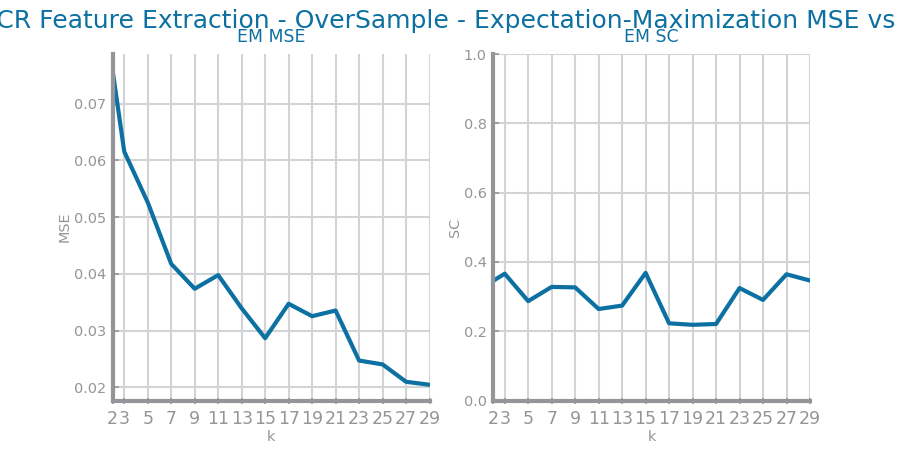 CR Feature Extraction - OverSample - Expectation-Maximization MSE vs
EM MSE
EM SC
0.07
0.06
0.05
0.04
0.03
0.02
MSE
2 3 5 7 9 11 13 15 17 19 21 23 25 27 29
k
1.0
0.8
0.6
0.4
0.2
0.0
SC
2 3 5 7 9 11 13 15 17 19 21 23 25 27 29
k